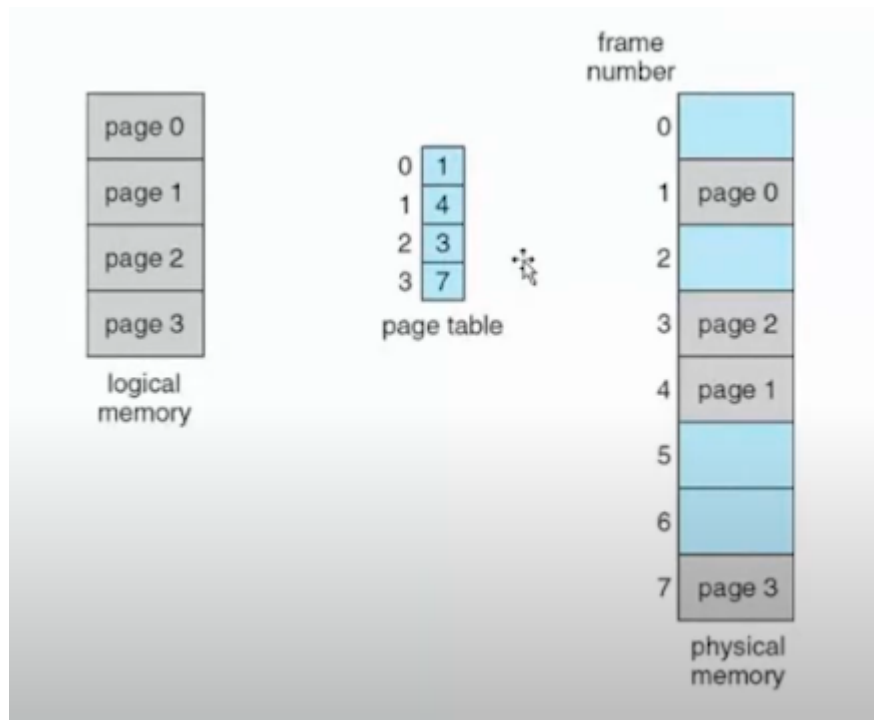 page 0
page 1
page 2
page 3
logical
memory
0 1
1 4
2 3
3 7
page table
frame
number
0
1 page 0
2
3 page 2
4 page 1
5
6
7 page 3
physical
memory